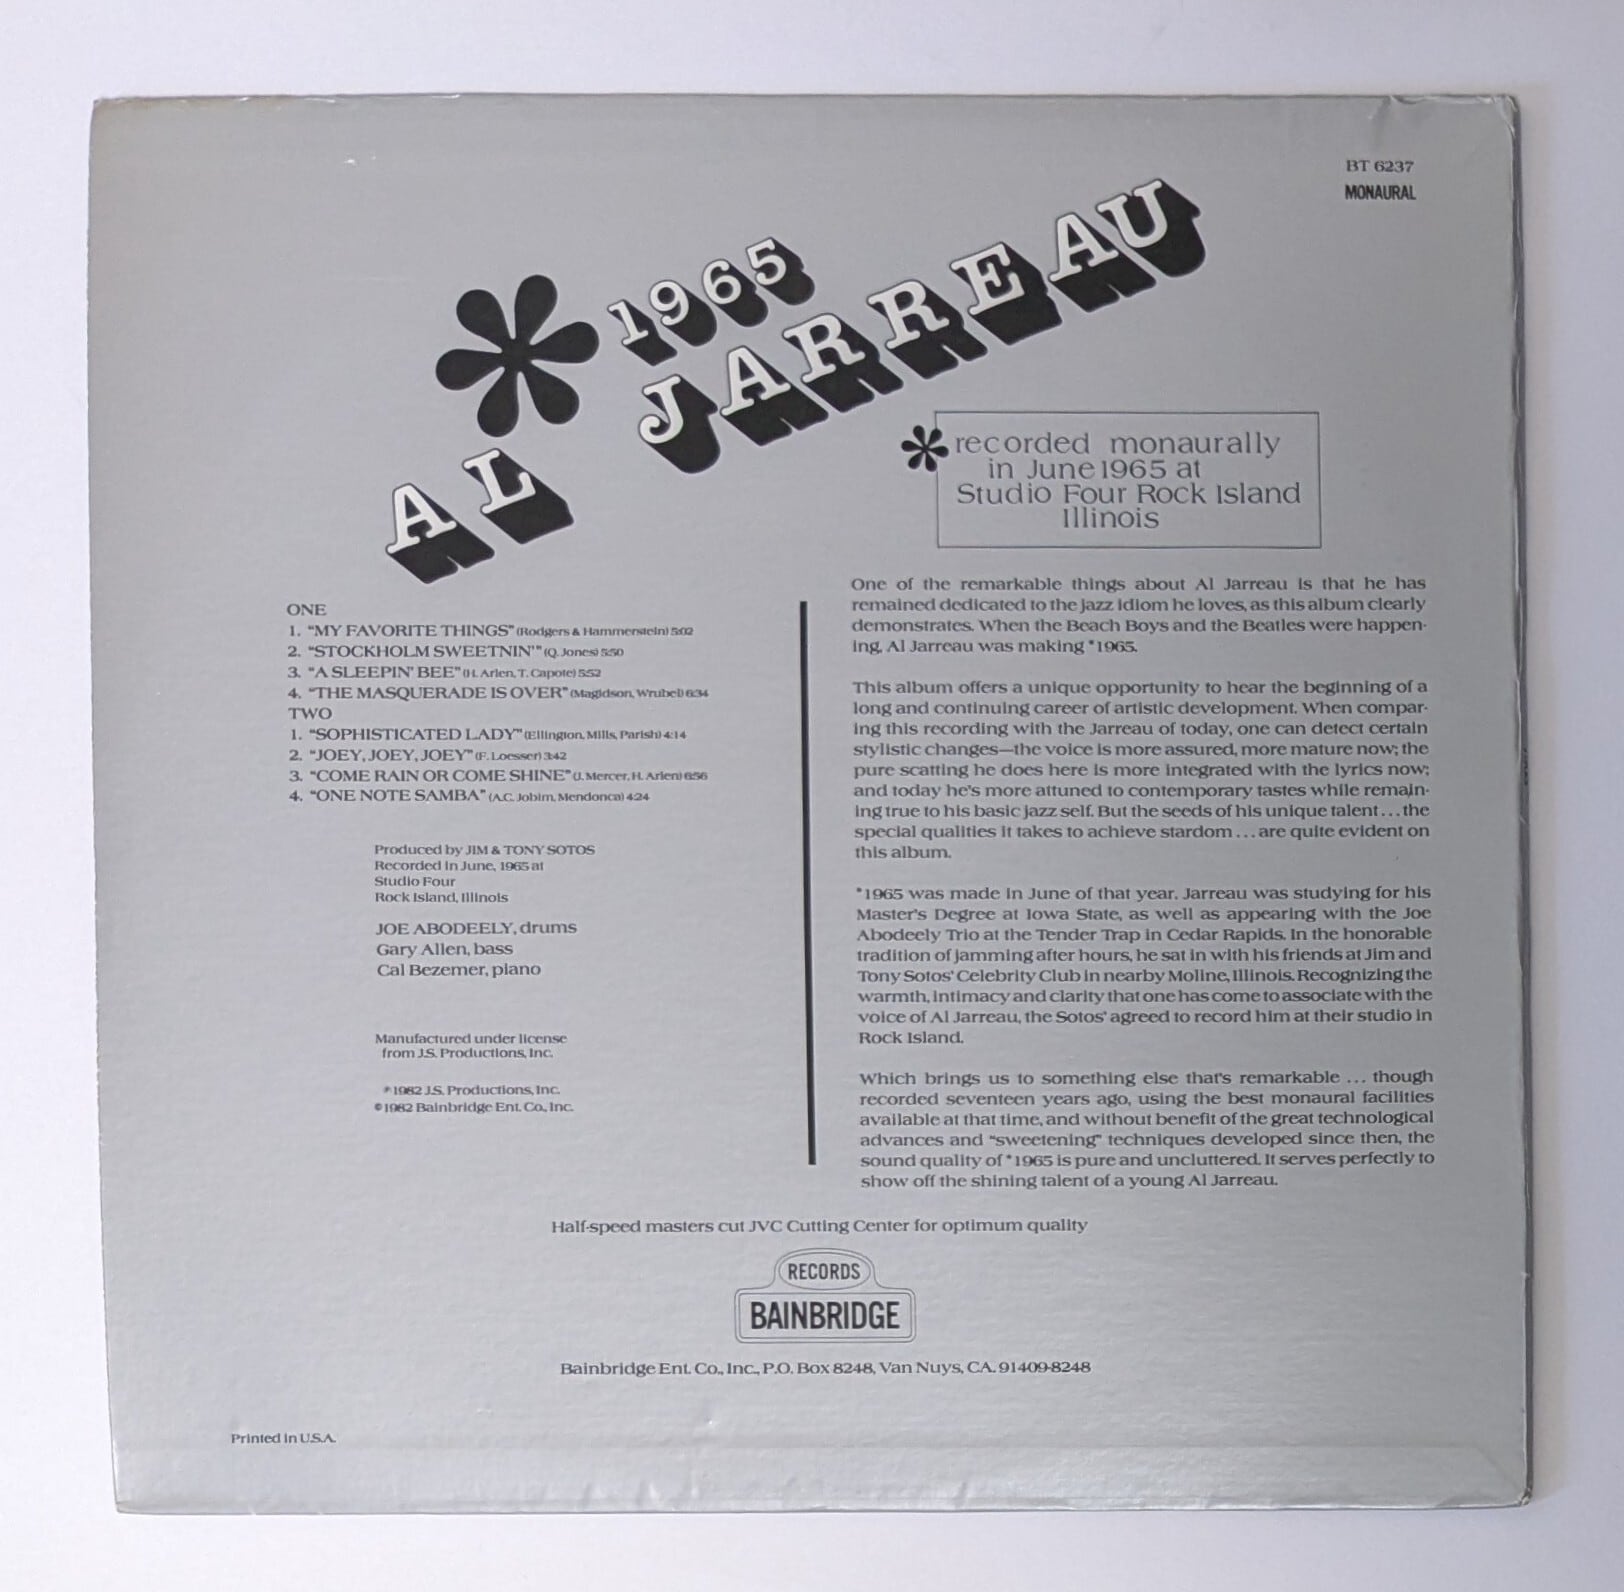 BT 6237
MONAURAL
1965
AL JARREAU
recorded monaurally
in June 1965 at
Studio Four Rock Island
Illinois
ONE
1. "MY FAVORITE THINGS" (Rodgers & Hammerstein) 5:02
2. "STOCKHOLM SWEETNIN'" (Q. Jones) 5:50
3. "A SLEEPIN' BEE" (H. Arlen, T. Capote) 5:52
4. "THE MASQUERADE IS OVER" (Magidson, Wrubel) 6:34
TWO
1. "SOPHISTICATED LADY" (Ellington, Mills, Parish) 4:14
2. "JOEY, JOEY, JOEY" (F. Loesser) 3:42
3. "COME RAIN OR COME SHINE" (J. Mercer, H. Arlen) 6:56
4. "ONE NOTE SAMBA" (A.C. Jobim, Mendonca) 4:24
Produced by JIM & TONY SOTOS
Recorded in June, 1965 at
Studio Four
Rock Island, Illinois
JOE ABODEELY, drums
Gary Allen, bass
Cal Bezemer, piano
Manufactured under license
from J.S. Productions, Inc.
℗ 1982 J.S. Productions, Inc.
© 1982 Bainbridge Ent. Co., Inc.
One of the remarkable things about Al Jarreau is that he has
remained dedicated to the jazz idiom he loves, as this album clearly
demonstrates. When the Beach Boys and the Beatles were happen-
ing, Al Jarreau was making *1965.
This album offers a unique opportunity to hear the beginning of a
long and continuing career of artistic development. When compar-
ing this recording with the Jarreau of today, one can detect certain
stylistic changes—the voice is more assured, more mature now; the
pure scatting he does here is more integrated with the lyrics now;
and today he's more attuned to contemporary tastes while remain-
ing true to his basic jazz self. But the seeds of his unique talent . . . the
special qualities it takes to achieve stardom . . . are quite evident on
this album.
*1965 was made in June of that year. Jarreau was studying for his
Master's Degree at Iowa State, as well as appearing with the Joe
Abodeely Trio at the Tender Trap in Cedar Rapids. In the honorable
tradition of jamming after hours, he sat in with his friends at Jim and
Tony Sotos' Celebrity Club in nearby Moline, Illinois. Recognizing the
warmth, intimacy and clarity that one has come to associate with the
voice of Al Jarreau, the Sotos' agreed to record him at their studio in
Rock Island.
Which brings us to something else that's remarkable . . . though
recorded seventeen years ago, using the best monaural facilities
available at that time, and without benefit of the great technological
advances and "sweetening" techniques developed since then, the
sound quality of *1965 is pure and uncluttered. It serves perfectly to
show off the shining talent of a young Al Jarreau.
Half-speed masters cut JVC Cutting Center for optimum quality
RECORDS
BAINBRIDGE
Bainbridge Ent. Co., Inc., P.O. Box 8248, Van Nuys, CA. 91409-8248
Printed in U.S.A.